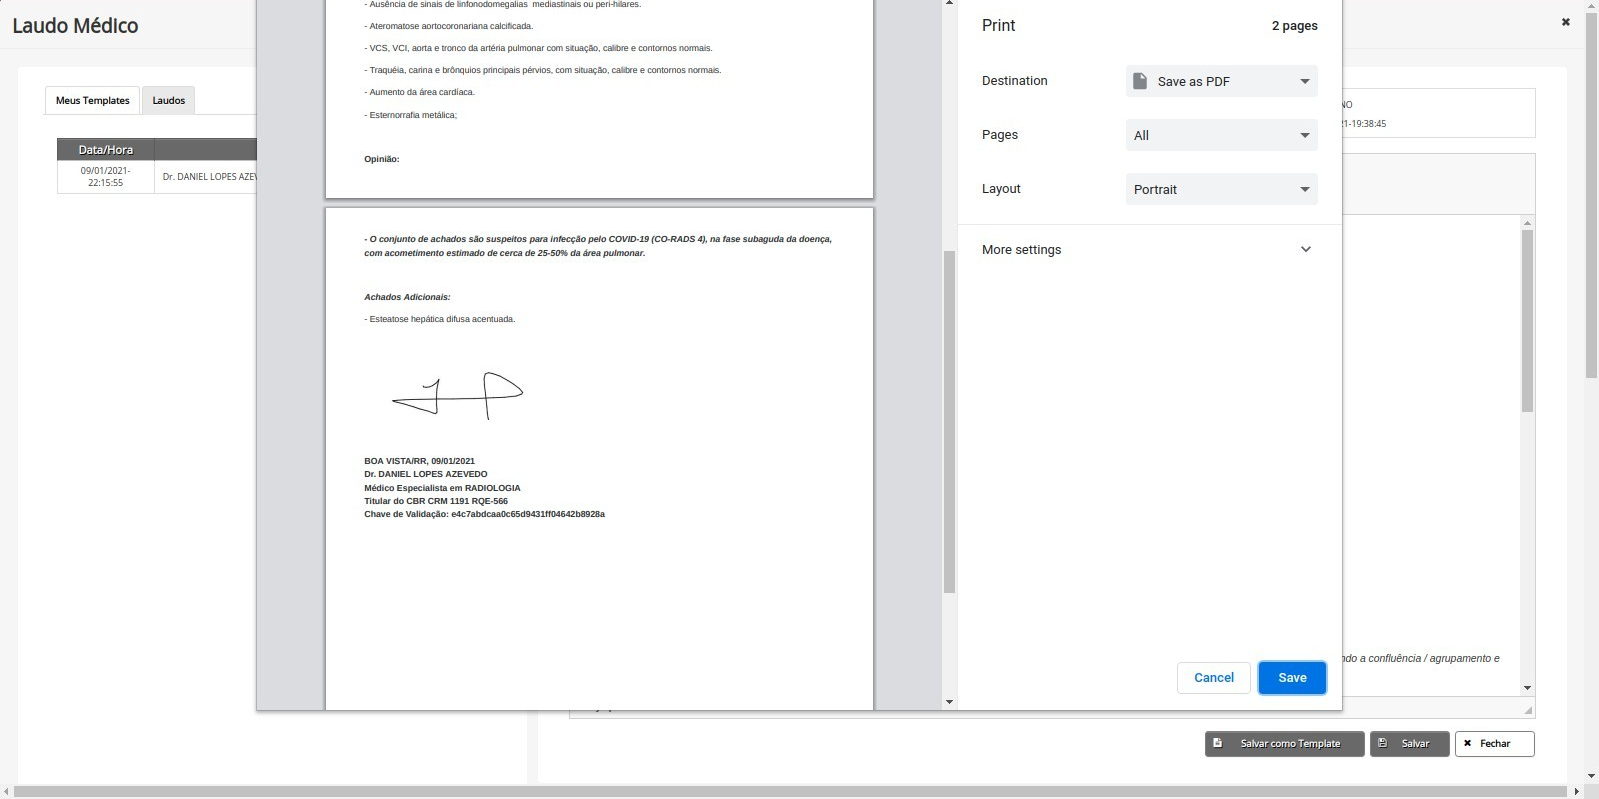 Laudo Médico
Meus Templates
Laudos
Data/Hora
09/01/2021-
22:15:55
Dr. DANIEL LOPES
- Ausência de sinais de linfonodomegalias mediastinais ou peri-hilares.
- Ateromatose aortocoronariana calcificada.
- VCS, VCI, aorta e tronco da artéria pulmonar com situação, calibre e contornos normais.
- Traquéia, carina e brônquios principais pérvios, com situação, calibre e contornos normais.
- Aumento da área cardíaca.
- Esternorrafia metálica;
Opinião:
- O conjunto de achados são suspeitos para infecção pelo COVID-19 (CO-RADS 4), na fase subaguda da doença,
com acometimento estimado de cerca de 25-50% da área pulmonar.
Achados Adicionais:
- Esteatose hepática difusa acentuada.
BOA VISTA/RR, 09/01/2021
Dr. DANIEL LOPES AZEVEDO
Médico Especialista em RADIOLOGIA
Titular do CBR CRM 1191 RQE-566
Chave de Validação: e4c7abdcaa0c65d9431ff04642b8928a
Print
2 pages
Destination
Save as PDF
Pages
All
Layout
Portrait
More settings
Cancel
Save
NO
21-19:38:45
a confluência / agrupamento e
Salvar como Template
Salvar
Fechar